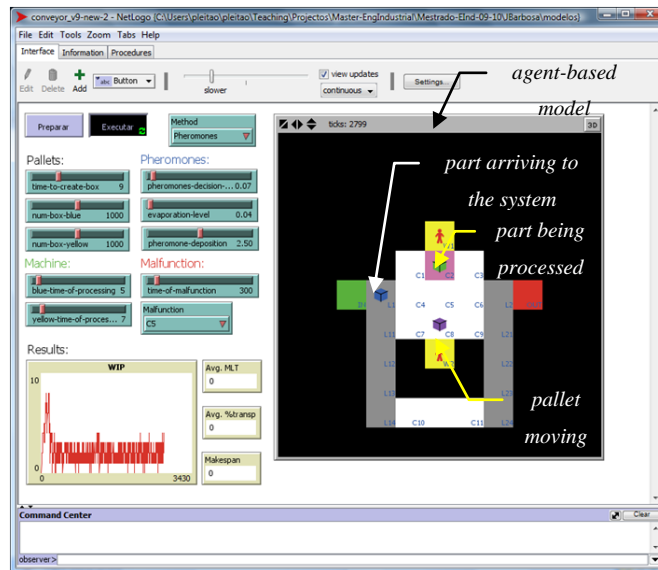 conveyor_v9-new-2 - NetLogo {C:\Users\pleitao\pleitao\Teaching\Projectos\Master-EngIndustrial\Mestrado-EInd-09-10\JBarbosa\modelos}
File Edit Tools Zoom Tabs Help
Interface Information Procedures
Edit Delete Add abc Button slower view updates continuous Settings...
agent-based
model
Preparar Executar Method Pheromones
ticks: 2799 3D
part arriving to
the system
part being
processed
Pallets: Pheromones:
time-to-create-box 9 pheromones-decision-... 0.07
num-box-blue 1000 evaporation-level 0.04
num-box-yellow 1000 pheromone-deposition 2.50
Machine: Malfunction:
blue-time-of-processing 5 time-of-malfunction 300
yellow-time-of-proces... 7 Malfunction
C5
C1 C2 C3
L1 C4 C5 C6
L11 C7 C8 C9 L21
L12 L22
L13
L14 C10 C11 L24
pallet
moving
Results:
WIP
10
0
0 3430
Avg. MLT
0
Avg. %transp
0
Makespan
0
Command Center Clear
observer>